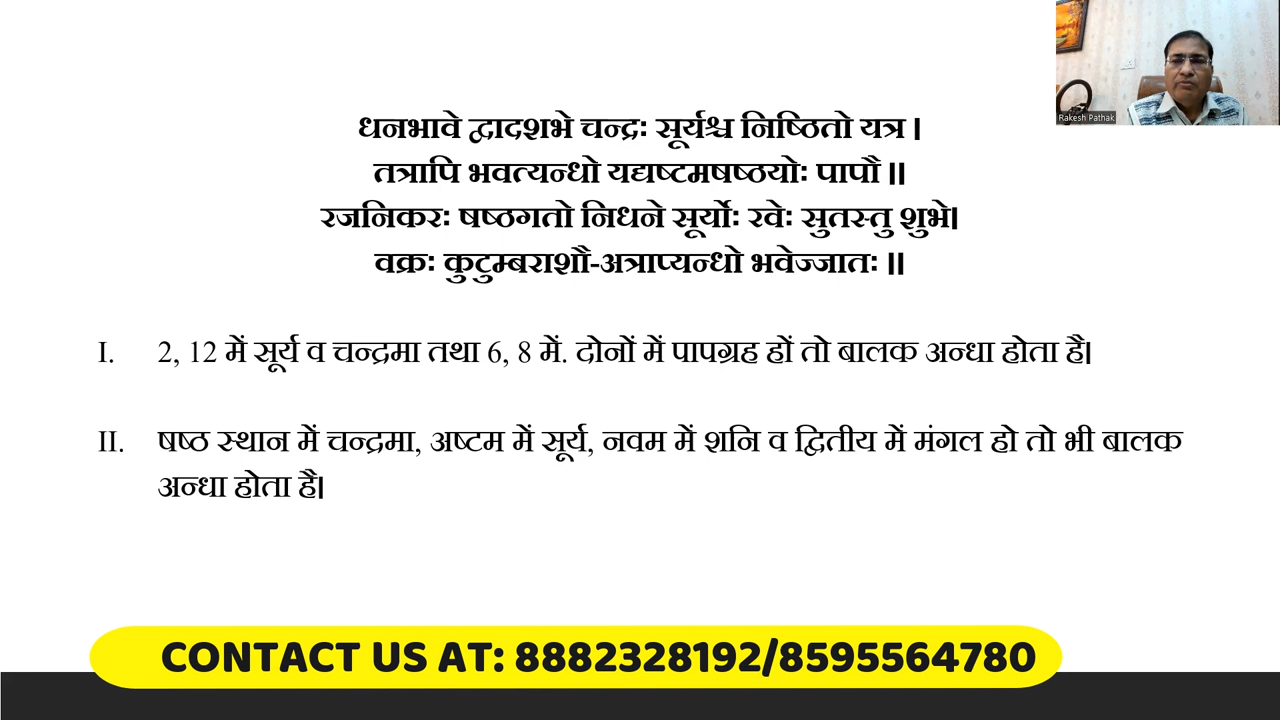 Rakesh Pathak
धनभावे द्वादशभे चन्द्रः सूर्यश्च निष्ठितो यत्र।
तत्रापि भवत्यन्धो यद्यष्टमषष्ठयोः पापौ॥
रजनिकरः षष्ठगतो निधने सूर्योः रवेः सुतस्तु शुभे।
वक्रः कुटुम्बराशौ-अत्राप्यन्धो भवेज्जातः॥
I. 2, 12 में सूर्य व चन्द्रमा तथा 6, 8 में. दोनों में पापग्रह हों तो बालक अन्धा होता है।
II. षष्ठ स्थान में चन्द्रमा, अष्टम में सूर्य, नवम में शनि व द्वितीय में मंगल हो तो भी बालक
अन्धा होता है।
CONTACT US AT: 8882328192/8595564780